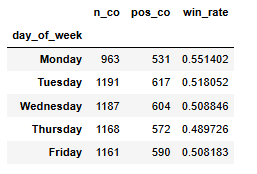 n_co pos_co win_rate
day_of_week
Monday 963 531 0.551402
Tuesday 1191 617 0.518052
Wednesday 1187 604 0.508846
Thursday 1168 572 0.489726
Friday 1161 590 0.508183